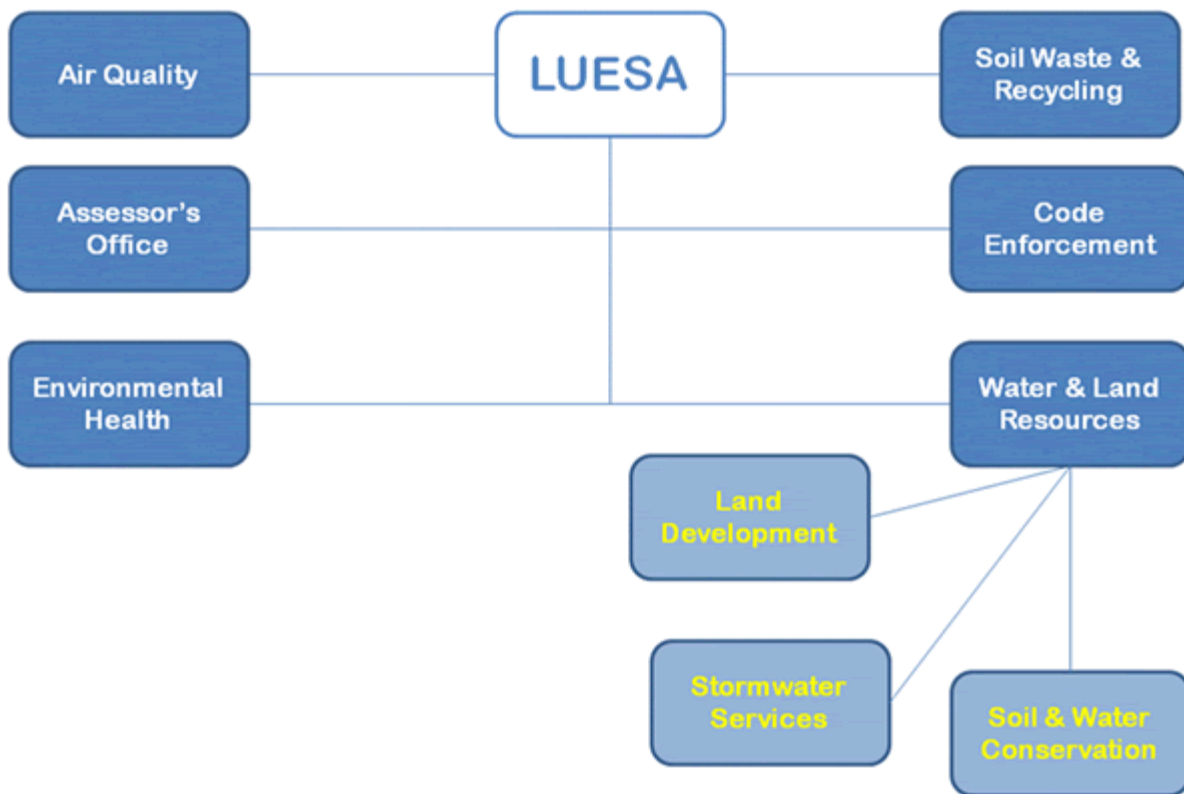 Air Quality
LUESA
Soil Waste &
Recycling
Assessor's
Office
Code
Enforcement
Environmental
Health
Water & Land
Resources
Land
Development
Stormwater
Services
Soil & Water
Conservation